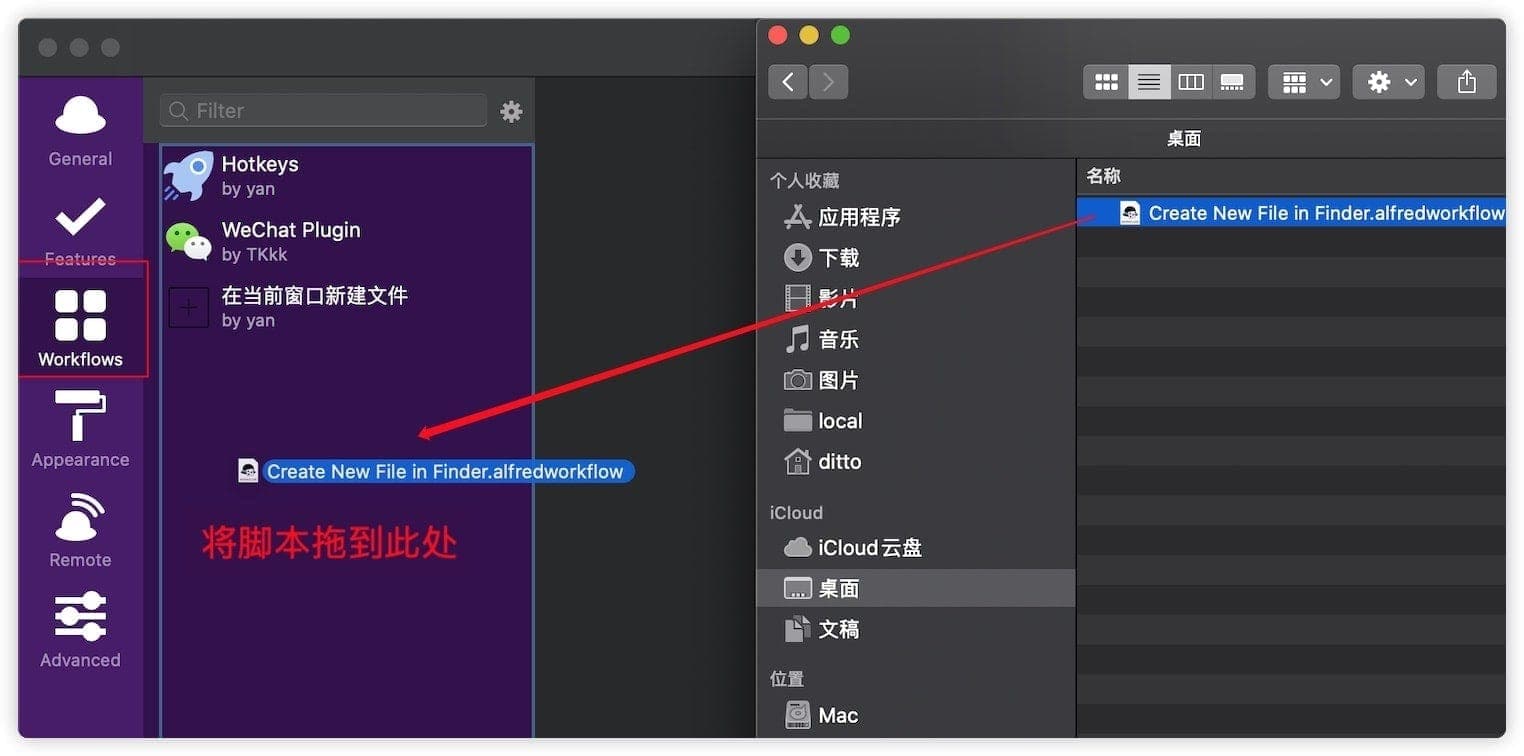 General
Features
Workflows
Appearance
Remote
Advanced
Filter
Hotkeys
by yan
WeChat Plugin
by TKkk
在当前窗口新建文件
by yan
Create New File in Finder.alfredworkflow
将脚本拖到此处
桌面
个人收藏
应用程序
下载
影片
音乐
图片
local
ditto
iCloud
iCloud云盘
桌面
文稿
位置
Mac
名称
Create New File in Finder.alfredworkflow